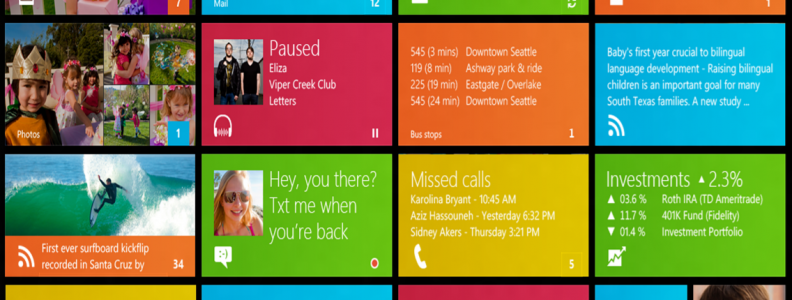 7
Mail
12
1
Photos
1
Paused
Eliza
Viper Creek Club
Letters
545 (3 mins) Downtown Seattle
119 (8 min) Ashway park & ride
225 (19 min) Eastgate / Overlake
545 (24 min) Downtown Seattle
Bus stops
1
Baby's first year crucial to bilingual
language development - Raising bilingual
children is an important goal for many
South Texas families. A new study ...
First ever surfboard kickflip
recorded in Santa Cruz by
34
Hey, you there?
Txt me when
you're back
Missed calls
Karolina Bryant - 10:45 AM
Aziz Hassouneh - Yesterday 6:32 PM
Sidney Akers - Thursday 3:21 PM
5
Investments ▲ 2.3%
▲ 03.6 % Roth IRA (TD Ameritrade)
▲ 11.7 % 401K Fund (Fidelity)
▼ 01.4 % Investment Portfolio